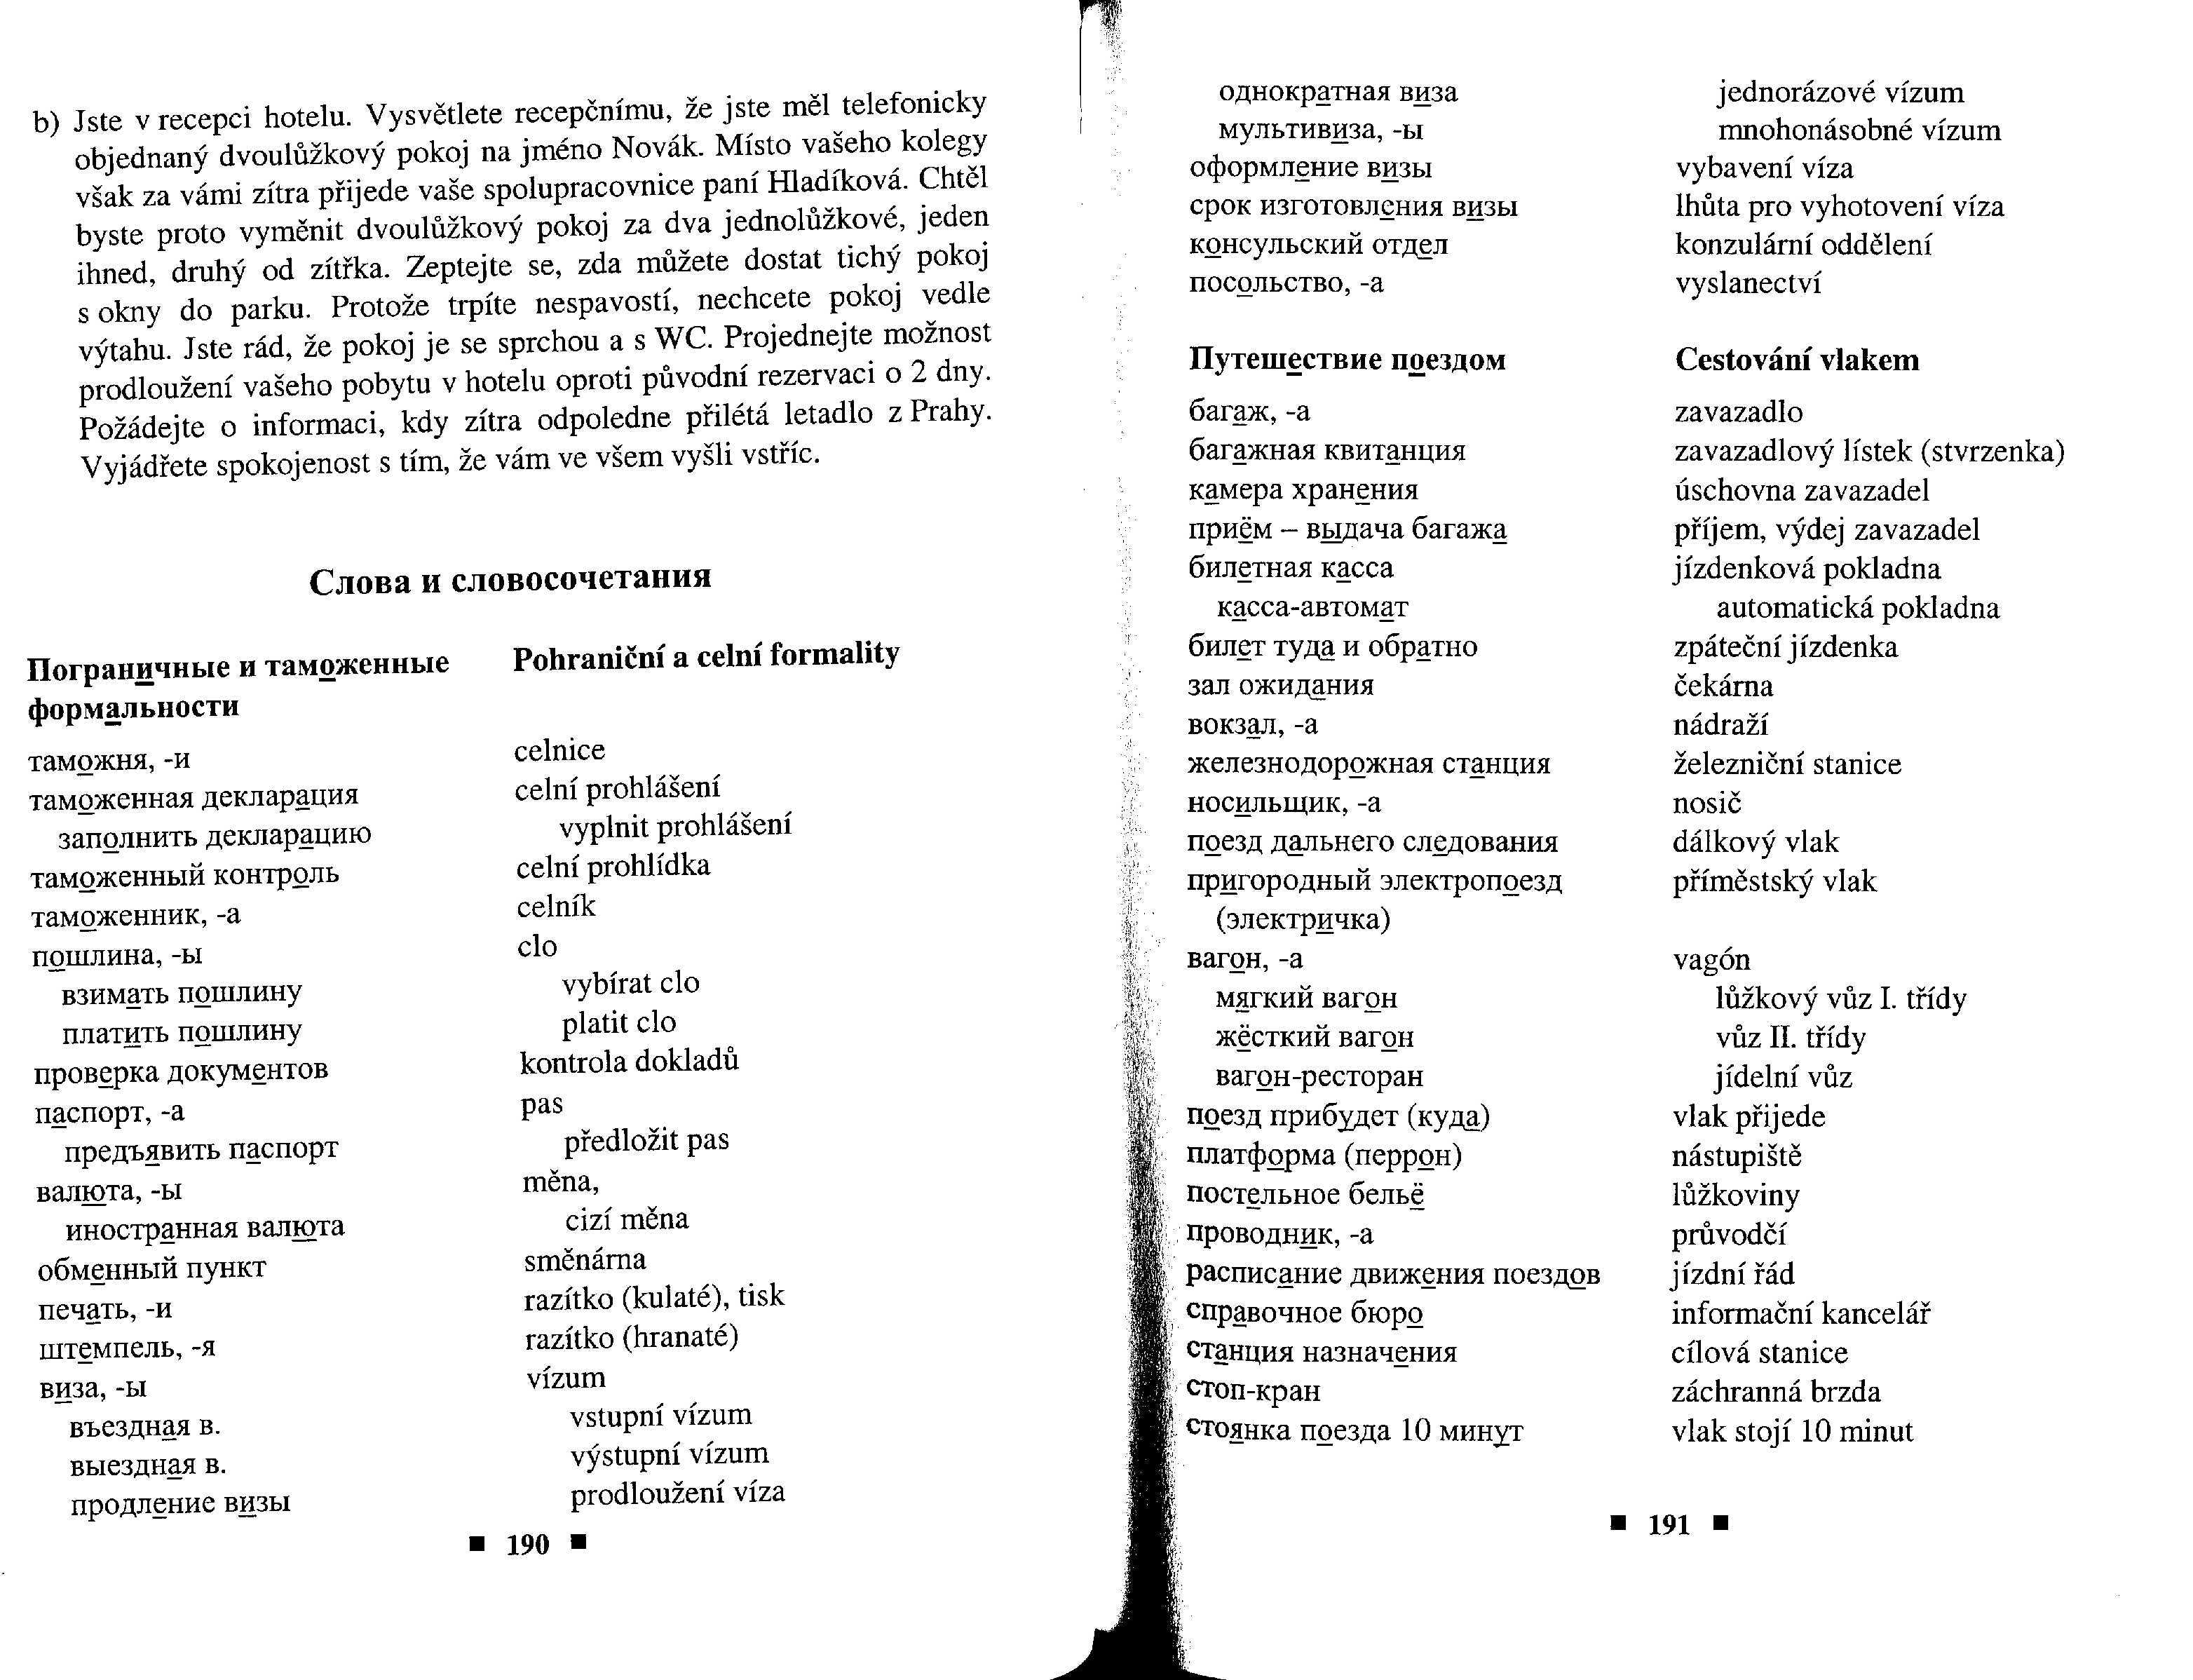 b) Jste v recepci hotelu. Vysvětlete recepčnímu, že jste měl telefonicky
objednaný dvoulůžkový pokoj na jméno Novák. Místo vašeho kolegy
však za vámi zítra přijede vaše spolupracovnice paní Hladíková. Chtěl
byste proto vyměnit dvoulůžkový pokoj za dva jednolůžkové, jeden
ihned, druhý od zítřka. Zeptejte se, zda můžete dostat tichý pokoj
s okny do parku. Protože trpíte nespavostí, nechcete pokoj vedle
výtahu. Jste rád, že pokoj je se sprchou a s WC. Projednejte možnost
prodloužení vašeho pobytu v hotelu oproti původní rezervaci o 2 dny.
Požádejte o informaci, kdy zítra odpoledne přilétá letadlo z Prahy.
Vyjádřete spokojenost s tím, že vám ve všem vyšli vstříc.
Слова и словосочетания
Пограничные и таможенные Pohraniční a celní formality
формальности
таможня, -и celnice
таможенная декларация celní prohlášení
заполнить декларацию vyplnit prohlášení
таможенный контроль celní prohlídka
таможенник, -а celník
пошлина, -ы clo
взимать пошлину vybírat clo
платить пошлину platit clo
проверка документов kontrola dokladů
паспорт, -а pas
предъявить паспорт předložit pas
валюта, -ы měna,
иностранная валюта cizí měna
обменный пункт směnárna
печать, -и razítko (kulaté), tisk
штемпель, -я razítko (hranaté)
виза, -ы vízum
въездная в. vstupní vízum
выездная в. výstupní vízum
продление визы prodloužení víza
■ 190 ■
однократная виза jednorázové vízum
мультивиза, -ы mnohonásobné vízum
оформление визы vybavení víza
срок изготовления визы lhůta pro vyhotovení víza
консульский отдел konzulární oddělení
посольство, -а vyslanectví
Путешествие поездом Cestování vlakem
багаж, -а zavazadlo
багажная квитанция zavazadlový lístek (stvrzenka)
камера хранения úschovna zavazadel
приём – выдача багажа příjem, výdej zavazadel
билетная касса jízdenková pokladna
касса-автомат automatická pokladna
билет туда и обратно zpáteční jízdenka
зал ожидания čekárna
вокзал, -а nádraží
железнодорожная станция železniční stanice
носильщик, -а nosič
поезд дальнего следования dálkový vlak
пригородный электропоезд příměstský vlak
(электричка)
вагон, -а vagón
мягкий вагон lůžkový vůz I. třídy
жёсткий вагон vůz II. třídy
вагон-ресторан jídelní vůz
поезд прибудет (куда) vlak přijede
платформа (перрон) nástupiště
постельное бельё lůžkoviny
проводник, -а průvodčí
расписание движения поездов jízdní řád
справочное бюро informační kancelář
станция назначения cílová stanice
стоп-кран záchranná brzda
стоянка поезда 10 минут vlak stojí 10 minut
■ 191 ■